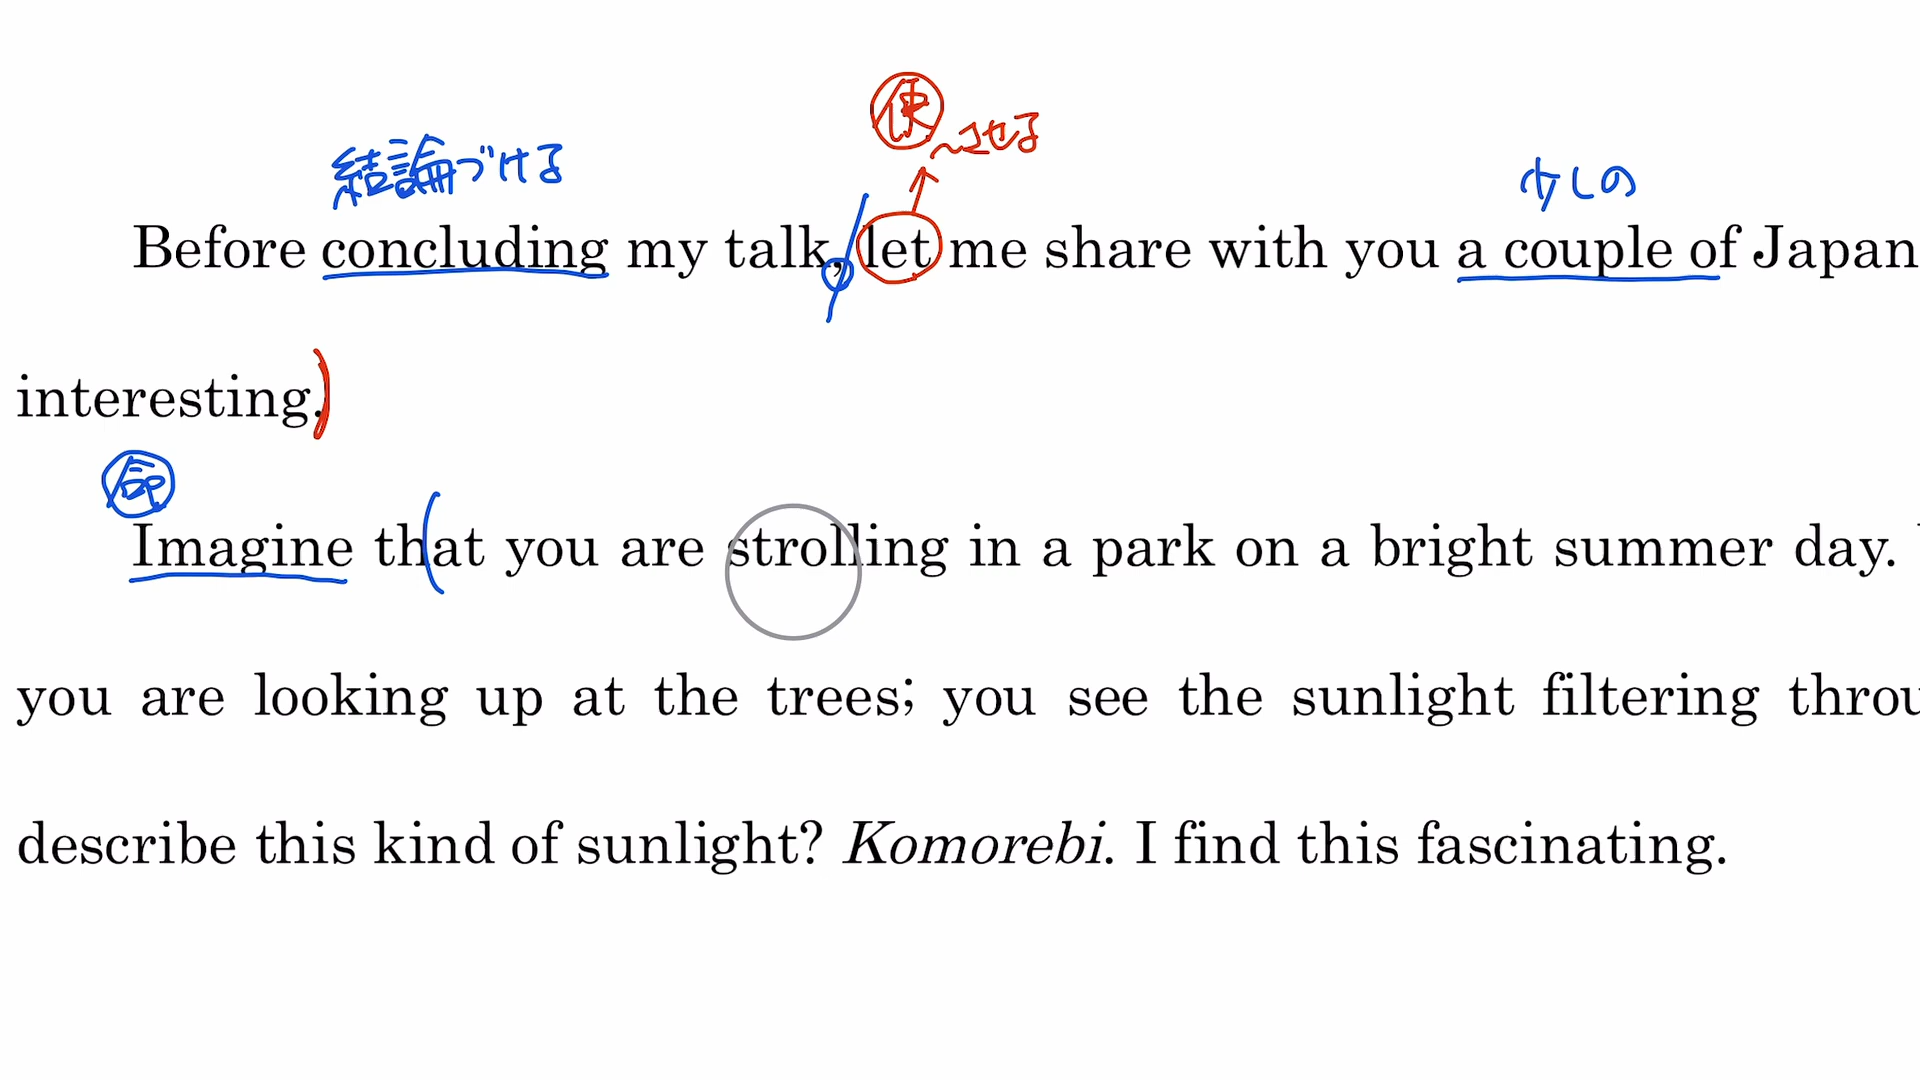 使
~させる
結論づける
少しの
Before concluding my talk, let me share with you a couple of Japan
interesting.
命
Imagine that you are strolling in a park on a bright summer day.
you are looking up at the trees; you see the sunlight filtering throu
describe this kind of sunlight? Komorebi. I find this fascinating.